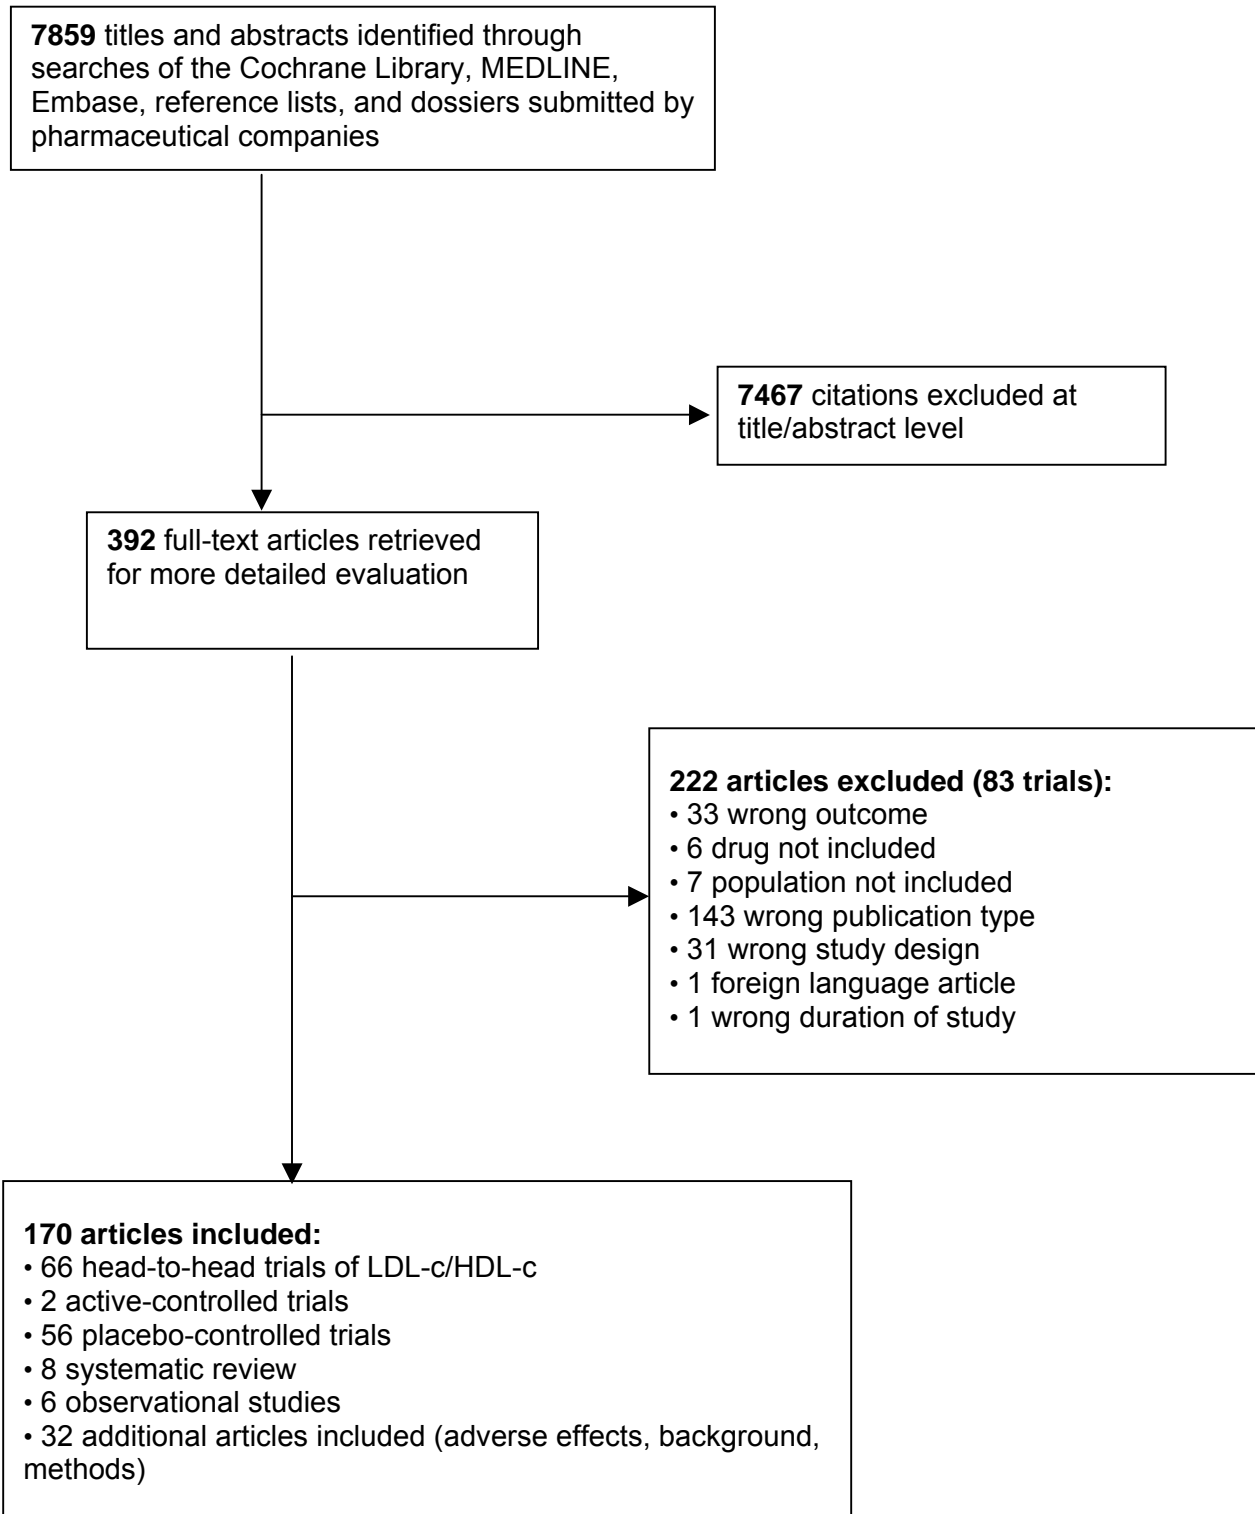 7859 titles and abstracts identified through
searches of the Cochrane Library, MEDLINE,
Embase, reference lists, and dossiers submitted by
pharmaceutical companies
7467 citations excluded at
title/abstract level
392 full-text articles retrieved
for more detailed evaluation
222 articles excluded (83 trials):
• 33 wrong outcome
• 6 drug not included
• 7 population not included
• 143 wrong publication type
• 31 wrong study design
• 1 foreign language article
• 1 wrong duration of study
170 articles included:
• 66 head-to-head trials of LDL-c/HDL-c
• 2 active-controlled trials
• 56 placebo-controlled trials
• 8 systematic review
• 6 observational studies
• 32 additional articles included (adverse effects, background,
methods)